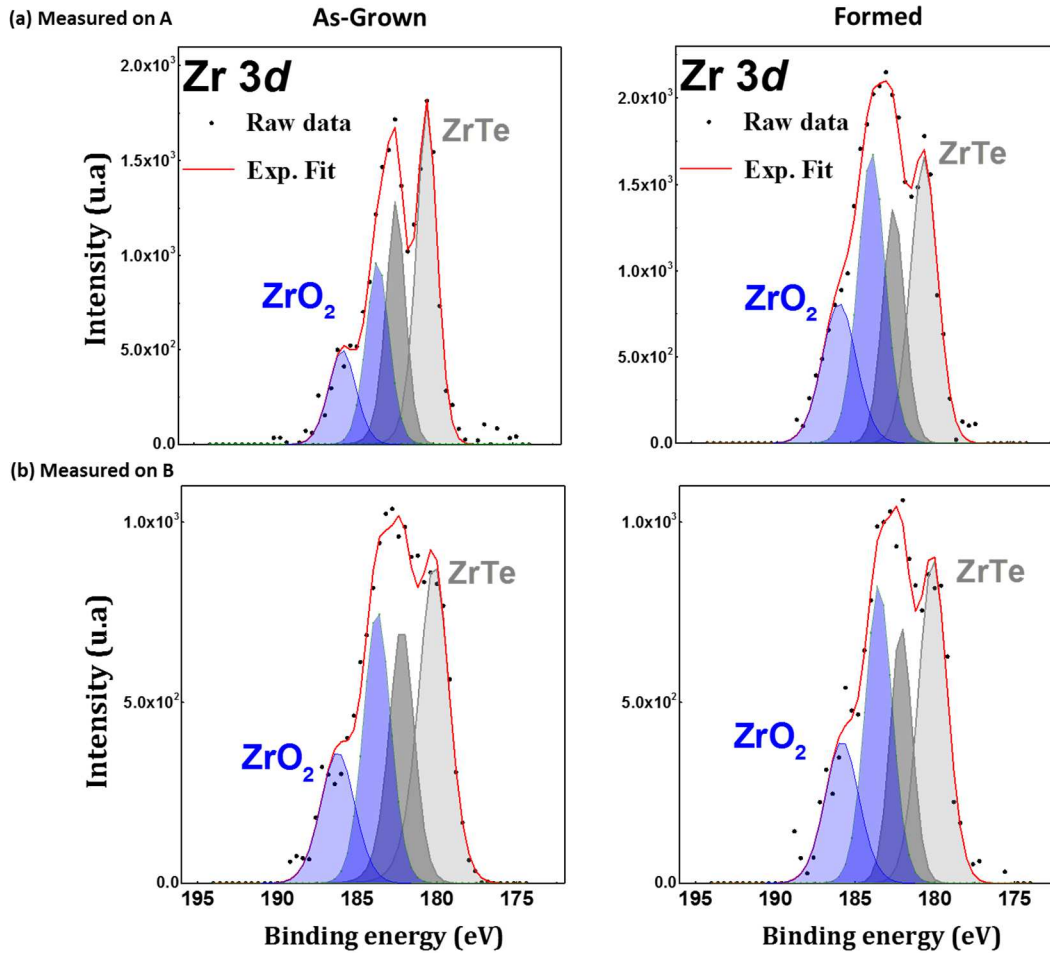 (a) Measured on A
As-Grown
Formed
Zr 3d
Raw data
Exp. Fit
ZrTe
ZrO2
2.0x10³
1.5x10³
1.0x10³
5.0x10²
0.0
Intensity (u.a)
Zr 3d
Raw data
Exp. Fit
ZrTe
ZrO2
2.0x10³
1.5x10³
1.0x10³
5.0x10²
0.0
(b) Measured on B
1.0x10³
5.0x10²
0.0
Intensity (u.a)
ZrTe
ZrO2
195 190 185 180 175
Binding energy (eV)
1.0x10³
5.0x10²
0.0
ZrTe
ZrO2
195 190 185 180 175
Binding energy (eV)